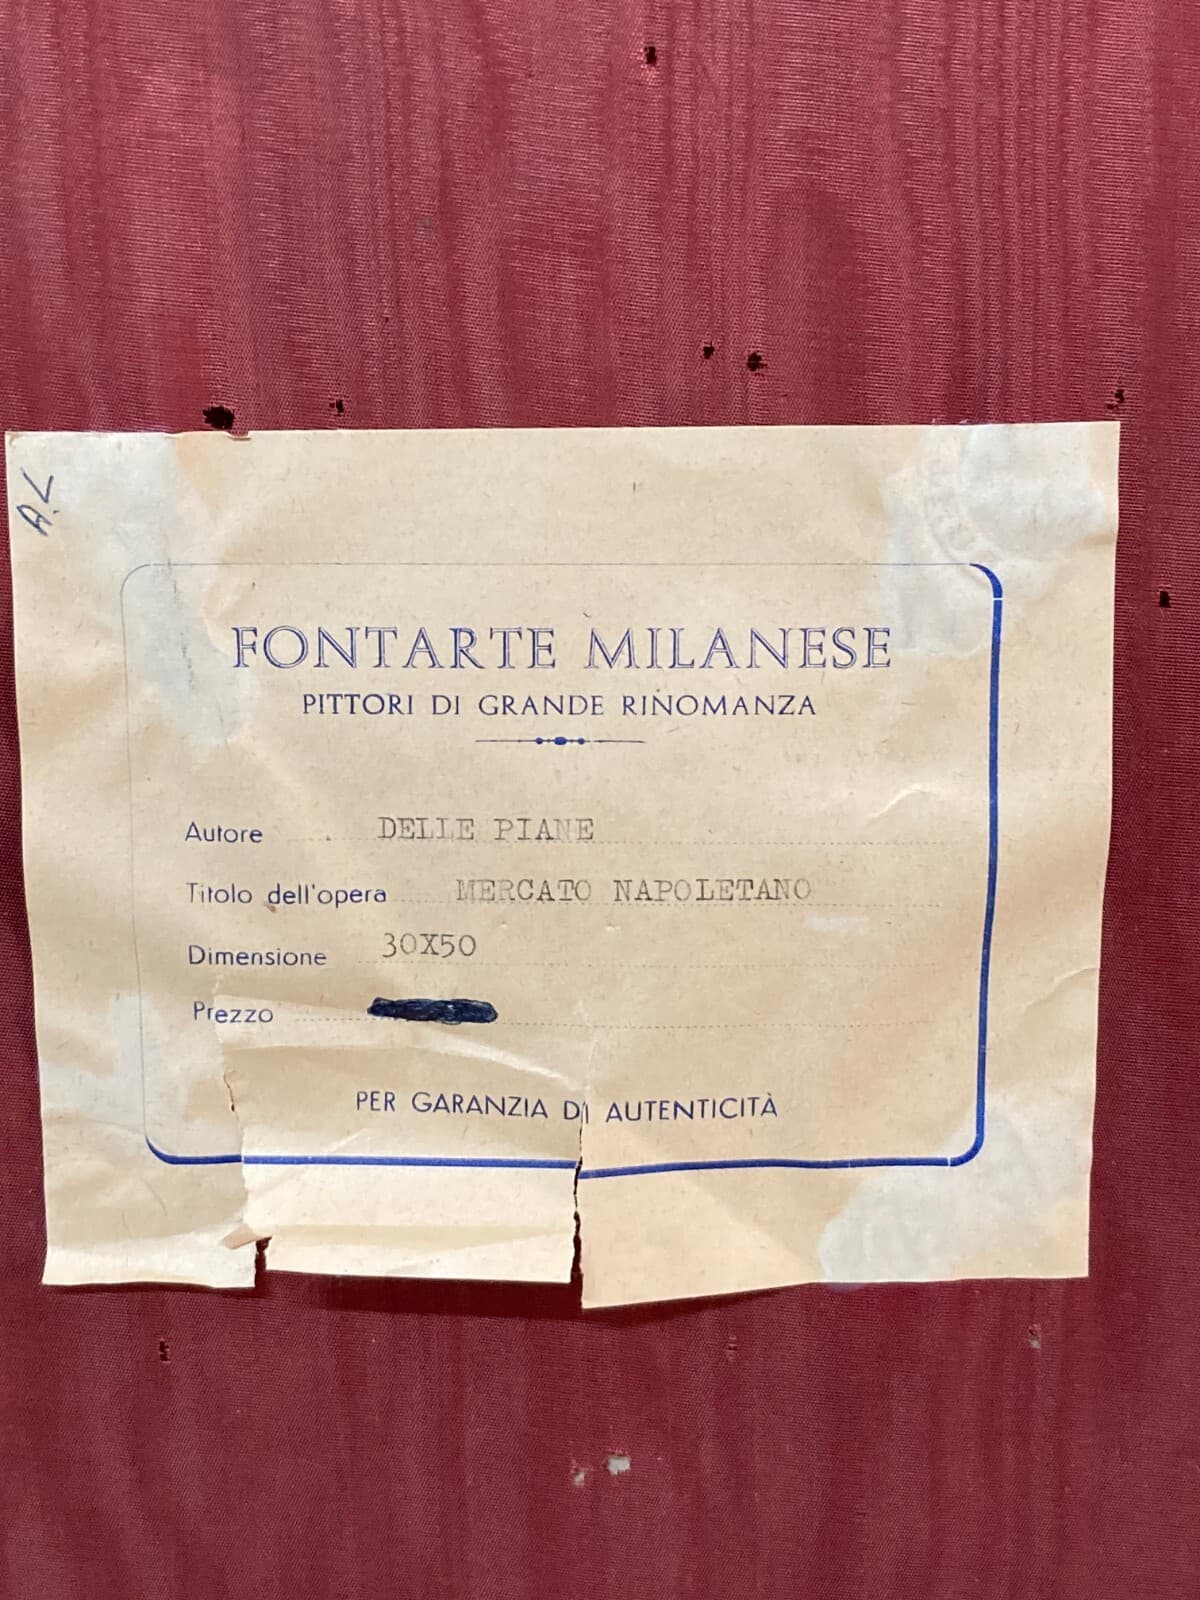 A.L
FONTARTE MILANESE
PITTORI DI GRANDE RINOMANZA
Autore DELLE PIANE
Titolo dell'opera MERCATO NAPOLETANO
Dimensione 30X50
Prezzo
PER GARANZIA DI AUTENTICITÀ